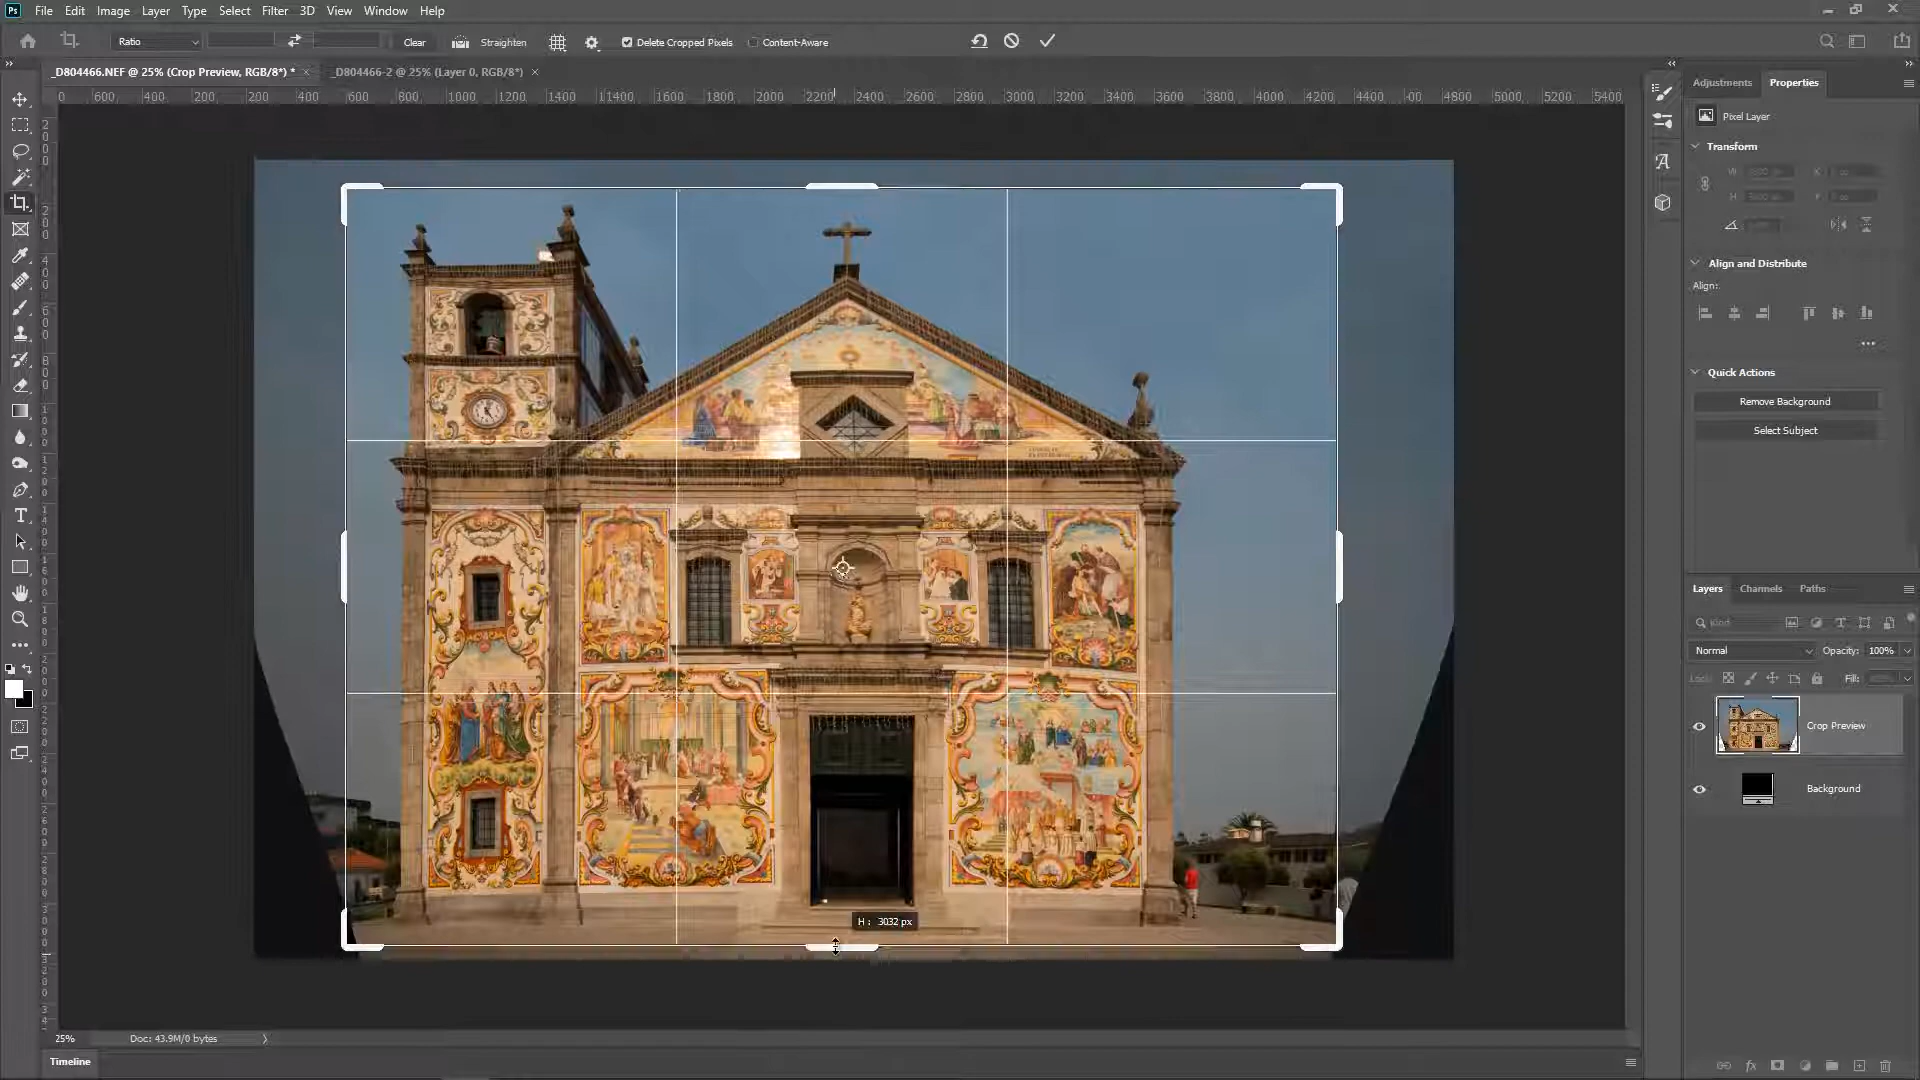 Ps File Edit Image Layer Type Select Filter 3D View Window Help
Ratio Clear Straighten Delete Cropped Pixels Content-Aware
_D804466.NEF @ 25% (Crop Preview, RGB/8*) * _D804466-2 @ 25% (Layer 0, RGB/8*)
0 600 400 200 200 400 600 800 1000 1200 1600 1800 2000 2200 2400 2600 2800 3000 3200 3400 3600 3800 4000 4200 4400 4800 5000 5200 5400
Adjustments Properties
Pixel Layer
Transform
W: X:
H: Y:
Align and Distribute
Align:
Quick Actions
Remove Background
Select Subject
Layers Channels Paths
Kind
Normal Opacity: 100%
Lock: Fill:
Crop Preview
Background
H : 3032 px
25% Doc: 43.9M/0 bytes
Timeline